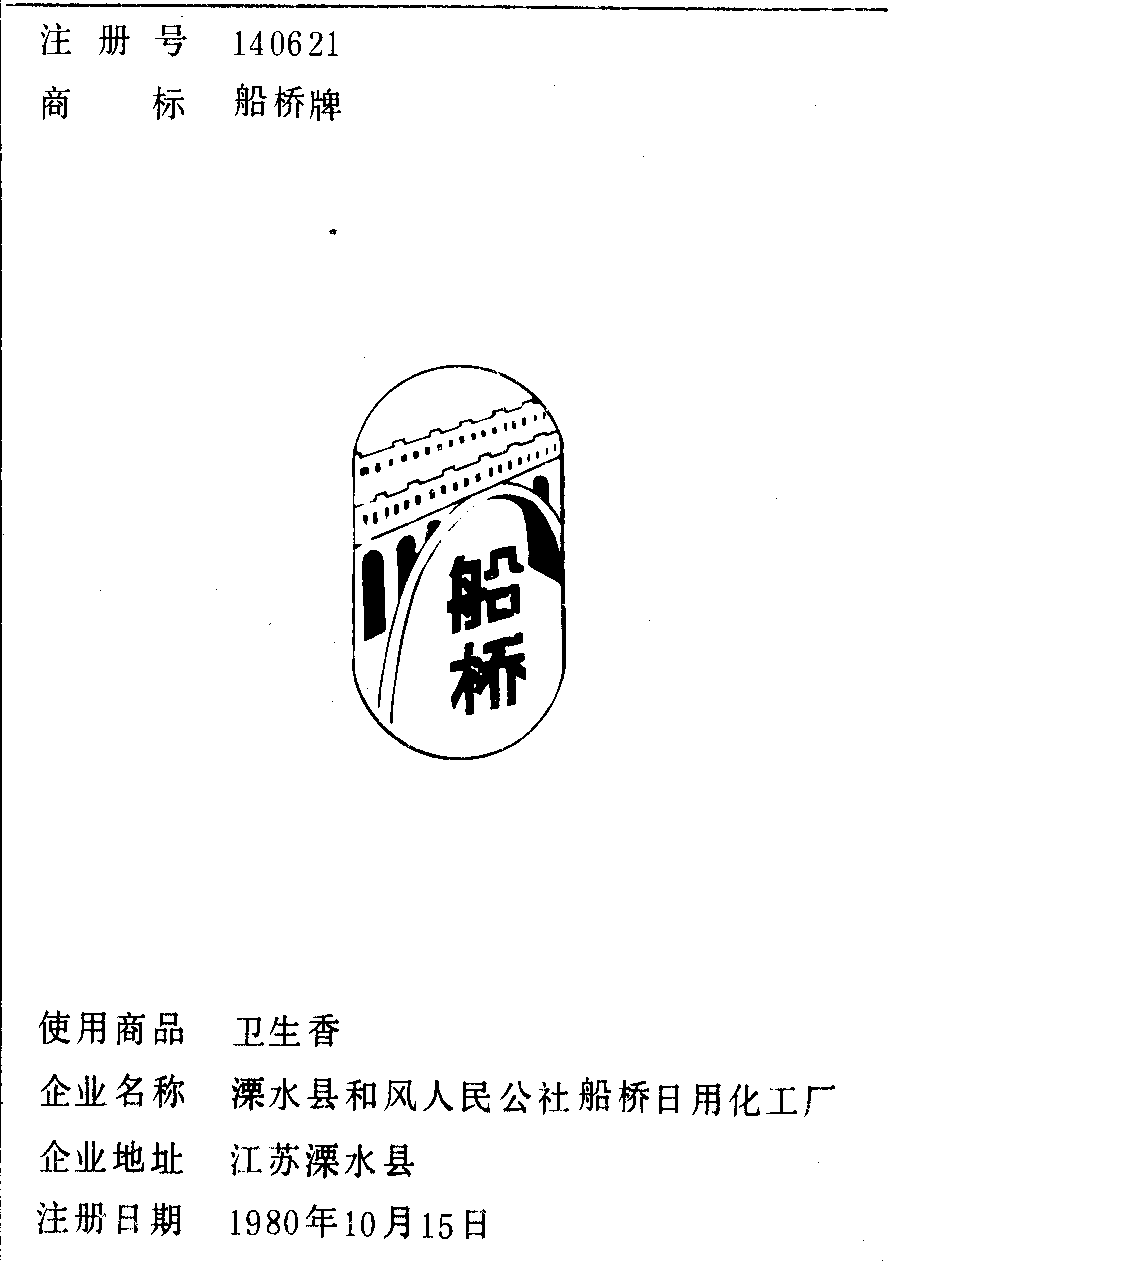 注册号 140621
商标 船桥牌
船
桥
使用商品 卫生香
企业名称 溧水县和风人民公社船桥日用化工厂
企业地址 江苏溧水县
注册日期 1980年10月15日